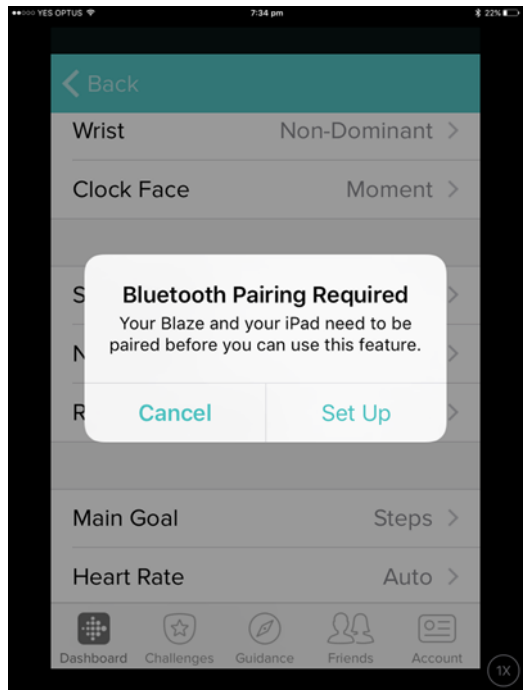 YES OPTUS 7:34 pm 22%
Back
Wrist Non-Dominant
Clock Face Moment
S
Bluetooth Pairing Required
Your Blaze and your iPad need to be
N
paired before you can use this feature.
R
Cancel Set Up
Main Goal Steps
Heart Rate Auto
Dashboard Challenges Guidance Friends Account
1X